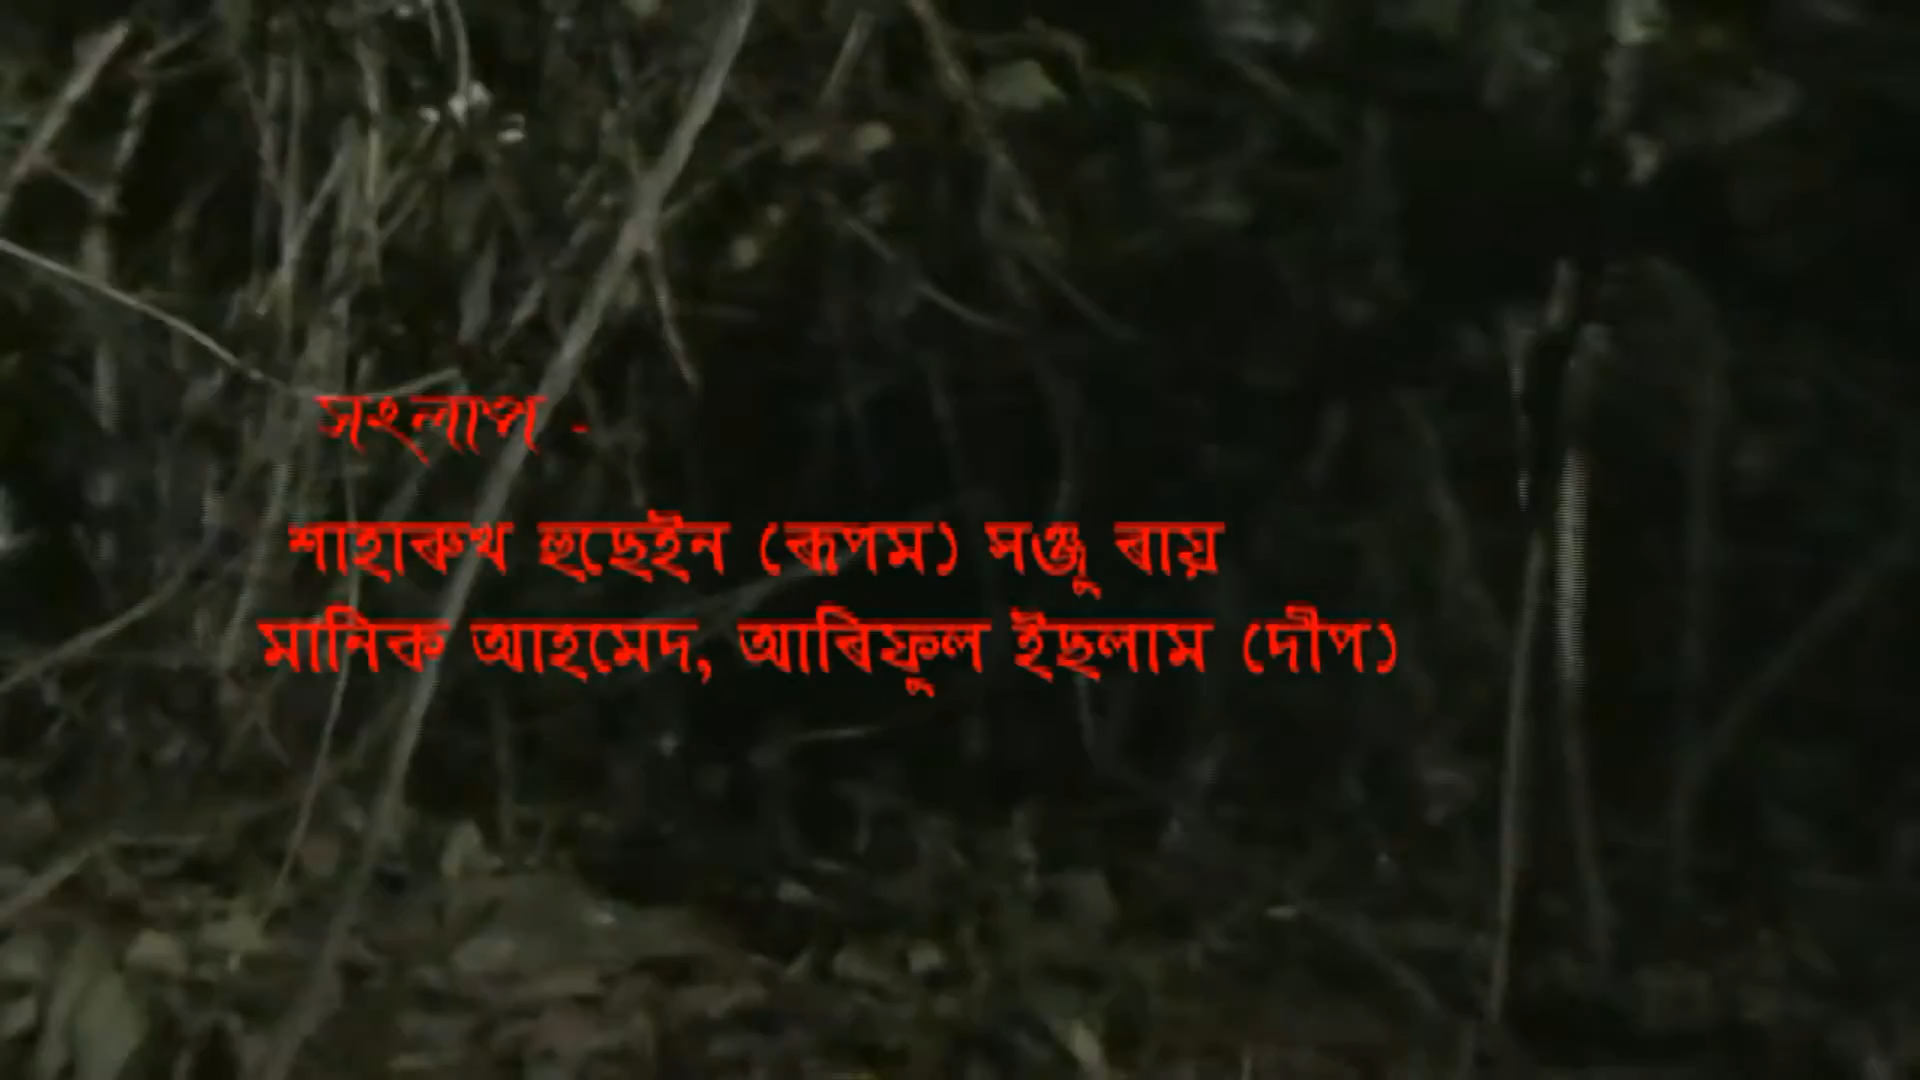 সংলাপ -
শাহাৰুখ হুছেইন (ৰূপম) সঞ্জু ৰায়
মানিক আহমেদ, আৰিফুল ইছলাম (দীপ)